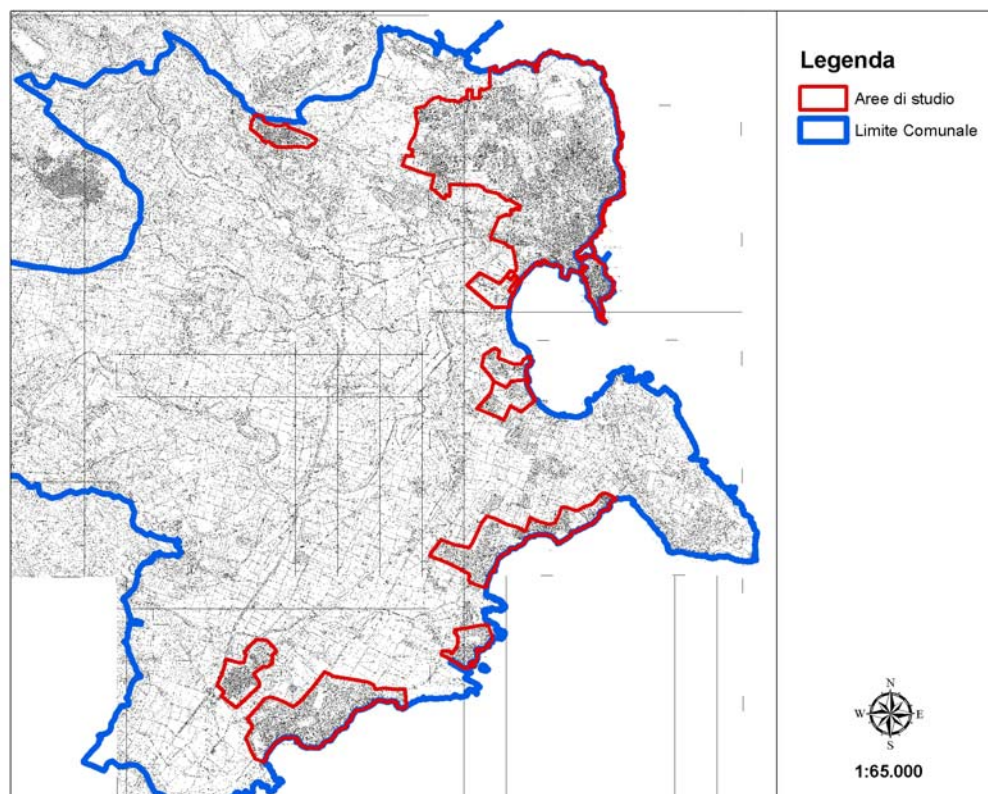 Legenda
Aree di studio
Limite Comunale
N
W E
S
1:65.000